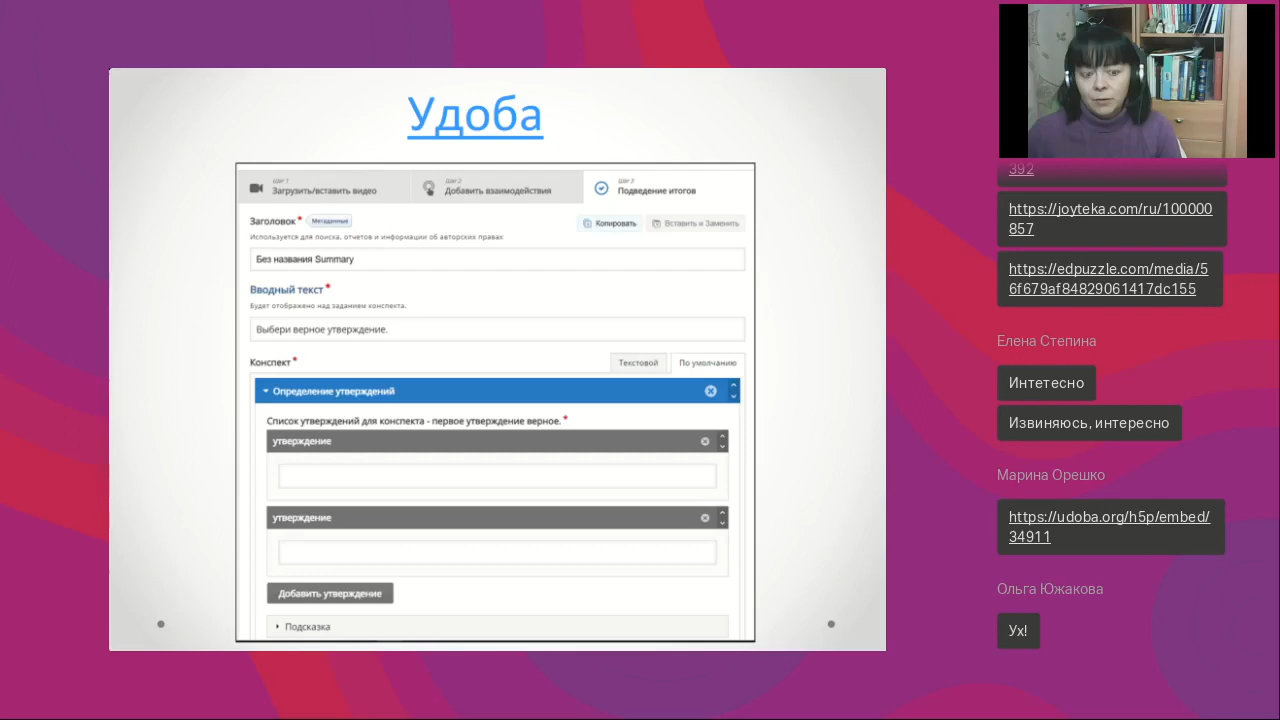 Удоба
Шаг 1
Загрузить/вставить видео
Шаг 2
Добавить взаимодействия
Шаг 3
Подведение итогов
Заголовок* Метаданные
Копировать
Вставить и Заменить
Используется для поиска, отчетов и информации об авторских правах
Без названия Summary
Вводный текст*
Будет отображено над заданием конспекта.
Выбери верное утверждение.
Конспект*
Текстовой
По умолчанию
Определение утверждений
Список утверждений для конспекта - первое утверждение верное.*
утверждение
утверждение
Добавить утверждение
Подсказка
392
https://joyteka.com/ru/100000
857
https://edpuzzle.com/media/5
6f679af84829061417dc155
Елена Степина
Интетесно
Извиняюсь, интересно
Марина Орешко
https://udoba.org/h5p/embed/
34911
Ольга Южакова
Ух!